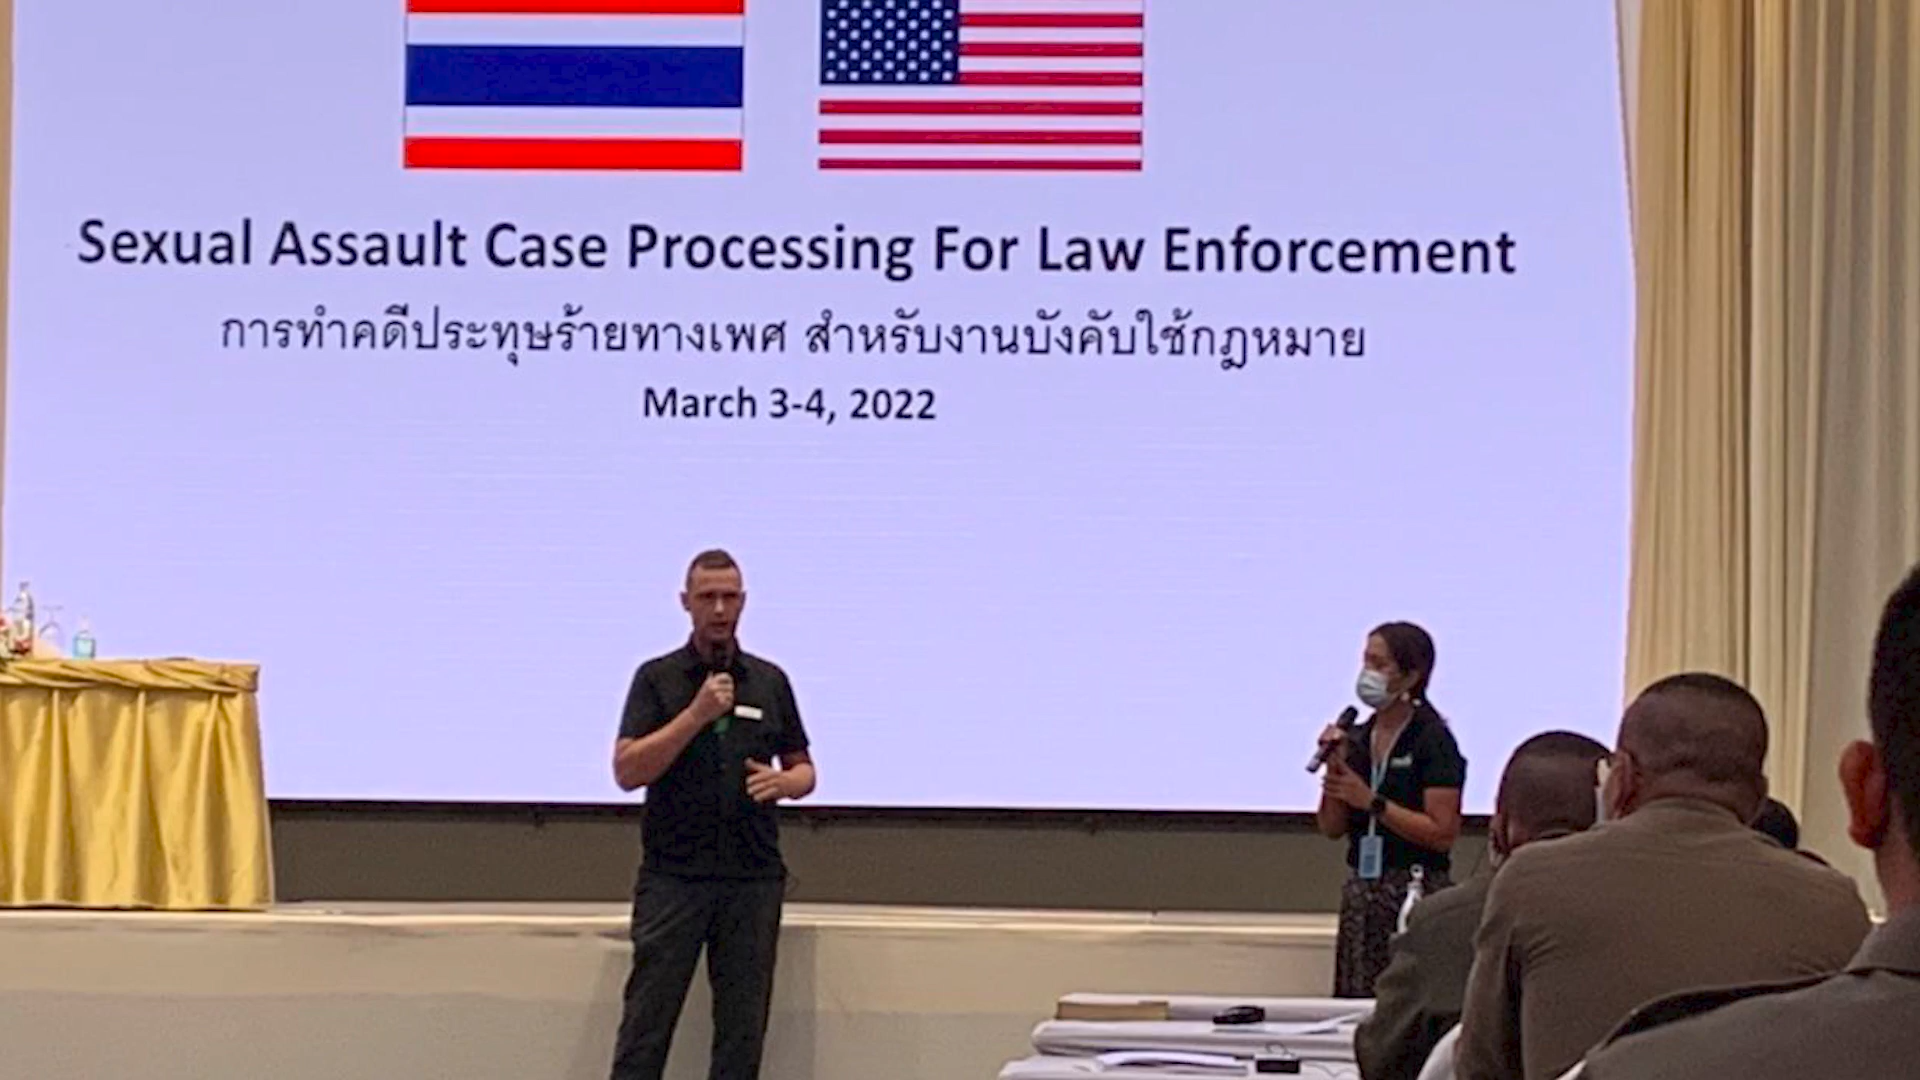 Sexual Assault Case Processing For Law Enforcement
การทำคดีประทุษร้ายทางเพศ สำหรับงานบังคับใช้กฎหมาย
March 3-4, 2022